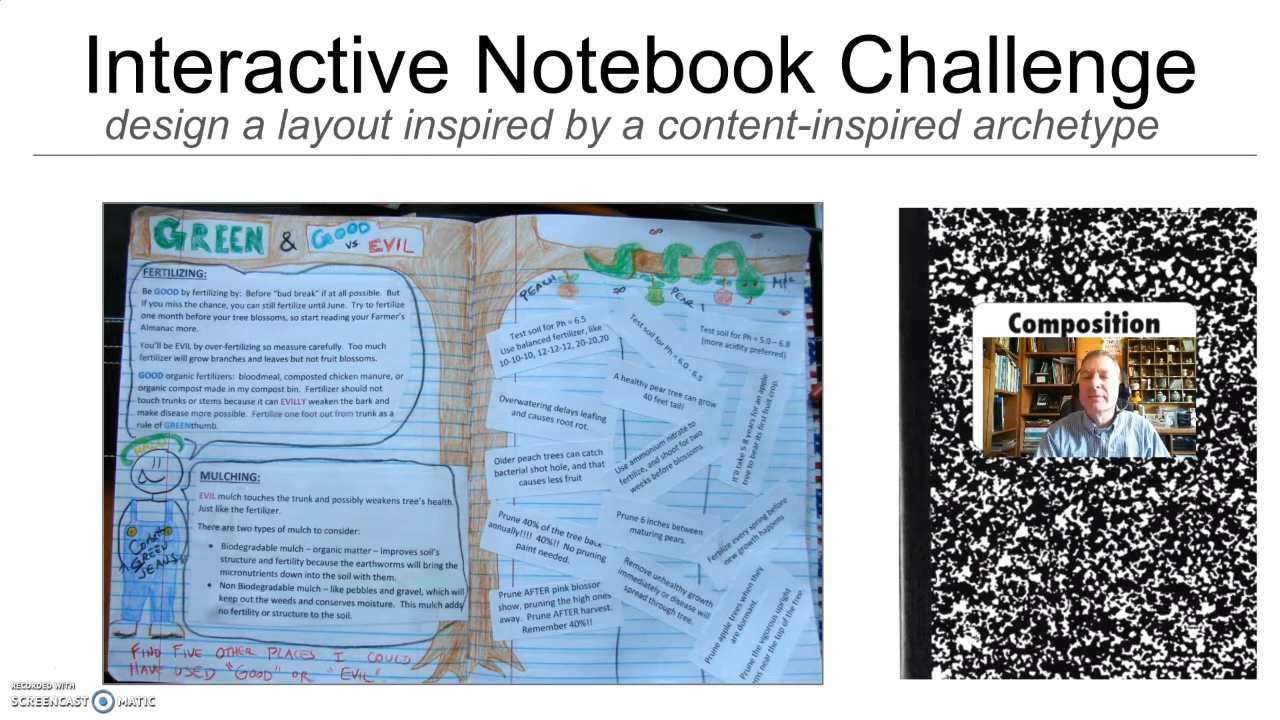 Interactive Notebook Challenge
design a layout inspired by a content-inspired archetype
GREEN & GOOD
VS.
EVIL
FERTILIZING:
Be GOOD by fertilizing by: Before "bud break" if at all possible. But
if you miss the chance, you can still fertilize until June. Try to fertilize
one month before your tree blossoms, so start reading your Farmer's
Almanac more.
You'll be EVIL by over-fertilizing so measure carefully. Too much
fertilizer will grow branches and leaves but not fruit blossoms.
GOOD organic fertilizers: bloodmeal, composted chicken manure, or
organic compost made in my compost bin. Fertilizer should not
touch trunks or stems because it can EVILLY weaken the bark and
make disease more possible. Fertilize one foot out from trunk as a
rule of GREENthumb.
MULCHING:
EVIL mulch touches the trunk and possibly weakens tree's health.
Just like the fertilizer.
There are two types of mulch to consider:
• Biodegradable mulch – organic matter – improves soil's
structure and fertility because the earthworms will bring the
micronutrients down into the soil with them.
• Non Biodegradable mulch – like pebbles and gravel, which will
keep out the weeds and conserves moisture. This mulch adds
no fertility or structure to the soil.
GREEN
JEANS
FIND FIVE OTHER PLACES I COULD
HAVE USED "GOOD" OR "EVIL"
PEACH
PEAR
Test soil for Ph = 6.5
Use balanced fertilizer, like
10-10-10, 12-12-12, 20-20,20
Overwatering delays leafing
and causes root rot.
Older peach trees can catch
bacterial shot hole, and that
causes less fruit
Prune 40% of the tree back
annually!!!! 40%!! No pruning
paint needed.
Prune AFTER pink blossor
show, pruning the high ones
away. Prune AFTER harvest.
Remember 40%!!
Test soil for Ph = 6.0 - 6.5
A healthy pear tree can grow
40 feet tall!
Use ammonium nitrate to
fertilize, and shoot for two
weeks before blossoms.
Prune 6 inches between
maturing pears.
Remove unhealthy growth
immediately or disease will
spread through tree.
Test soil for Ph = 5.0 – 6.8
(more acidity preferred)
It'll take 5-8 years for an apple
tree to bear its first fruit crop.
Fertilize every spring before
new growth happens
Prune apple trees when they
are dormant
Prune the vigorous upright
ms near the top of the tree.
Composition
RECORDED WITH
SCREENCAST MATIC